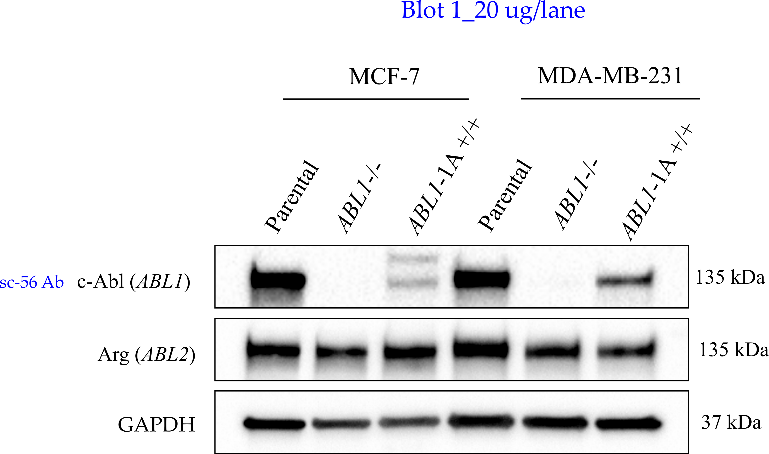 Blot 1_20 ug/lane
MCF-7
MDA-MB-231
Parental
ABL1-/-
ABL1-1A +/+
Parental
ABL1-/-
ABL1-1A +/+
sc-56 Ab c-Abl (ABL1)
135 kDa
Arg (ABL2)
135 kDa
GAPDH
37 kDa